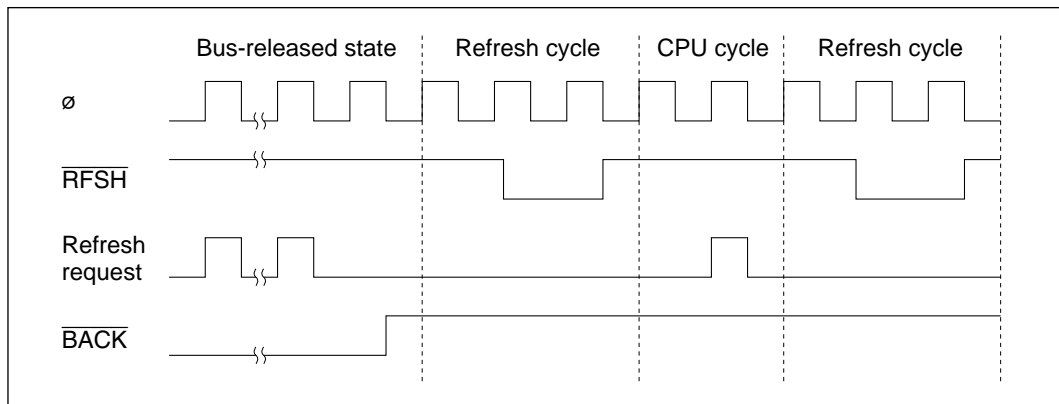 Bus-released state Refresh cycle CPU cycle Refresh cycle
ø
RFSH
Refresh
request
BACK